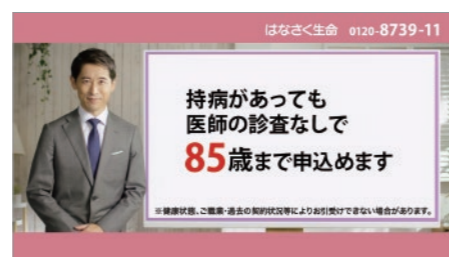 はなさく生命 0120-8739-11
持病があっても
医師の診査なしで
85歳まで申込めます
※健康状態、ご職業・過去の契約状況等によりお引受けできない場合があります。